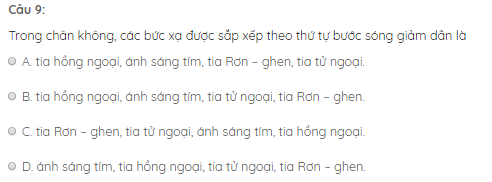 Câu 9:
Trong chân không, các bức xạ được sắp xếp theo thứ tự bước sóng giảm dần là
A. tia hồng ngoại, ánh sáng tím, tia Rơn – ghen, tia tử ngoại.
B. tia hồng ngoại, ánh sáng tím, tia tử ngoại, tia Rơn – ghen.
C. tia Rơn – ghen, tia tử ngoại, ánh sáng tím, tia hồng ngoại.
D. ánh sáng tím, tia hồng ngoại, tia tử ngoại, tia Rơn – ghen.